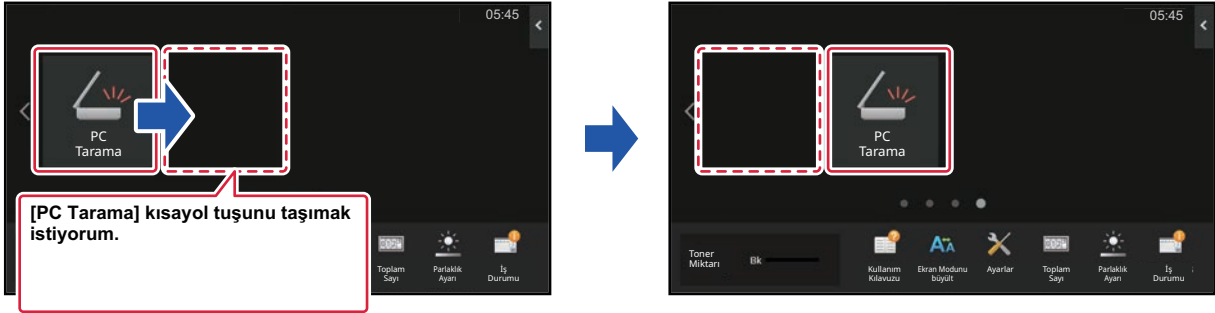 05:45
PC
Tarama
[PC Tarama] kısayol tuşunu taşımak
istiyorum.
Toplam
Sayı
Parlaklık
Ayarı
İş
Durumu
05:45
PC
Tarama
Toner
Miktarı
Bk
Kullanım
Kılavuzu
Ekran Modunu
büyült
Ayarlar
Toplam
Sayı
Parlaklık
Ayarı
İş
Durumu